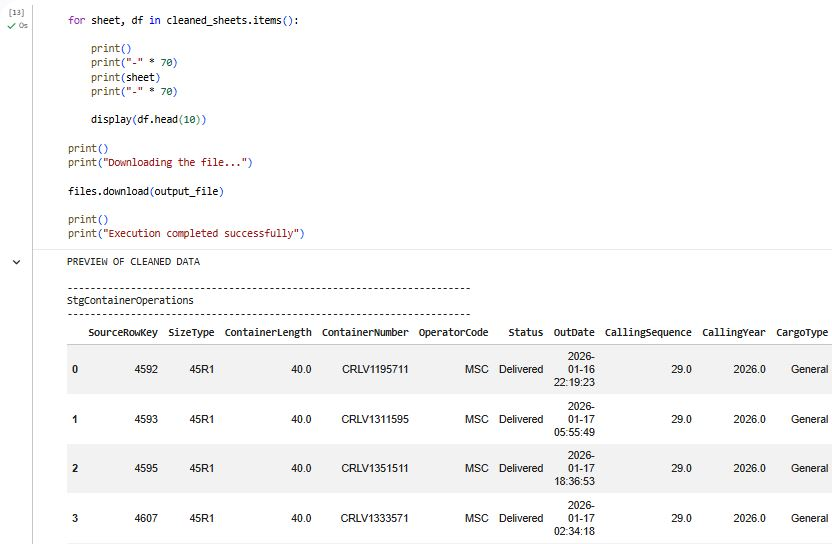 [13]
0s
for sheet, df in cleaned_sheets.items():
print()
print("-" * 70)
print(sheet)
print("-" * 70)
display(df.head(10))
print()
print("Downloading the file...")
files.download(output_file)
print()
print("Execution completed successfully")
PREVIEW OF CLEANED DATA
----------------------------------------------------------------------
StgContainerOperations
----------------------------------------------------------------------
SourceRowKey SizeType ContainerLength ContainerNumber OperatorCode Status OutDate CallingSequence CallingYear CargoType
0 4592 45R1 40.0 CRLV1195711 MSC Delivered 2026-01-16 22:19:23 29.0 2026.0 General
1 4593 45R1 40.0 CRLV1311595 MSC Delivered 2026-01-17 05:55:49 29.0 2026.0 General
2 4595 45R1 40.0 CRLV1351511 MSC Delivered 2026-01-17 18:36:53 29.0 2026.0 General
3 4607 45R1 40.0 CRLV1333571 MSC Delivered 2026-01-17 02:34:18 29.0 2026.0 General